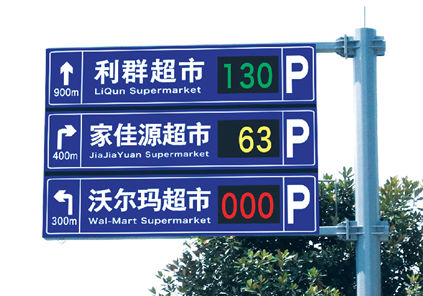 利群超市 130 P
900m LiQun Supermarket
家佳源超市 63 P
400m JiaJiaYuan Supermarket
沃尔玛超市 000 P
300m Wal-Mart Supermarket